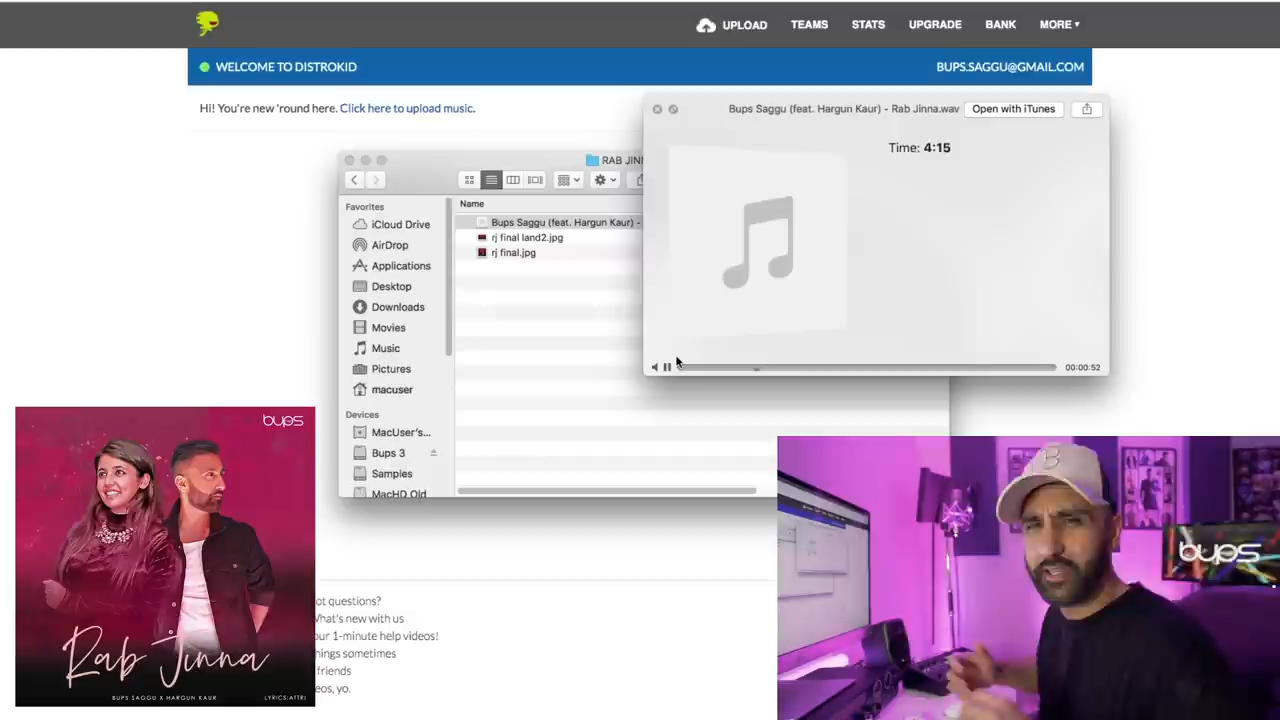 UPLOAD TEAMS STATS UPGRADE BANK MORE
WELCOME TO DISTROKID BUPS.SAGGU@GMAIL.COM
Hi! You're new 'round here. Click here to upload music.
Bups Saggu (feat. Hargun Kaur) - Rab Jinna.wav Open with iTunes
Time: 4:15
RAB JIN
Name
Favorites
iCloud Drive
AirDrop
Applications
Desktop
Downloads
Movies
Music
Pictures
macuser
Devices
MacUser's...
Bups 3
Samples
MacHD Old
Bups Saggu (feat. Hargun Kaur) -
rj final land2.jpg
rj final.jpg
00:00:52
bups
Rab Jinna
BUPS SAGGU X HARGUN KAUR LYRICS:ATTRI
ot questions?
What's new with us
our 1-minute help videos!
hings sometimes
friends
eos, yo.
B
bups